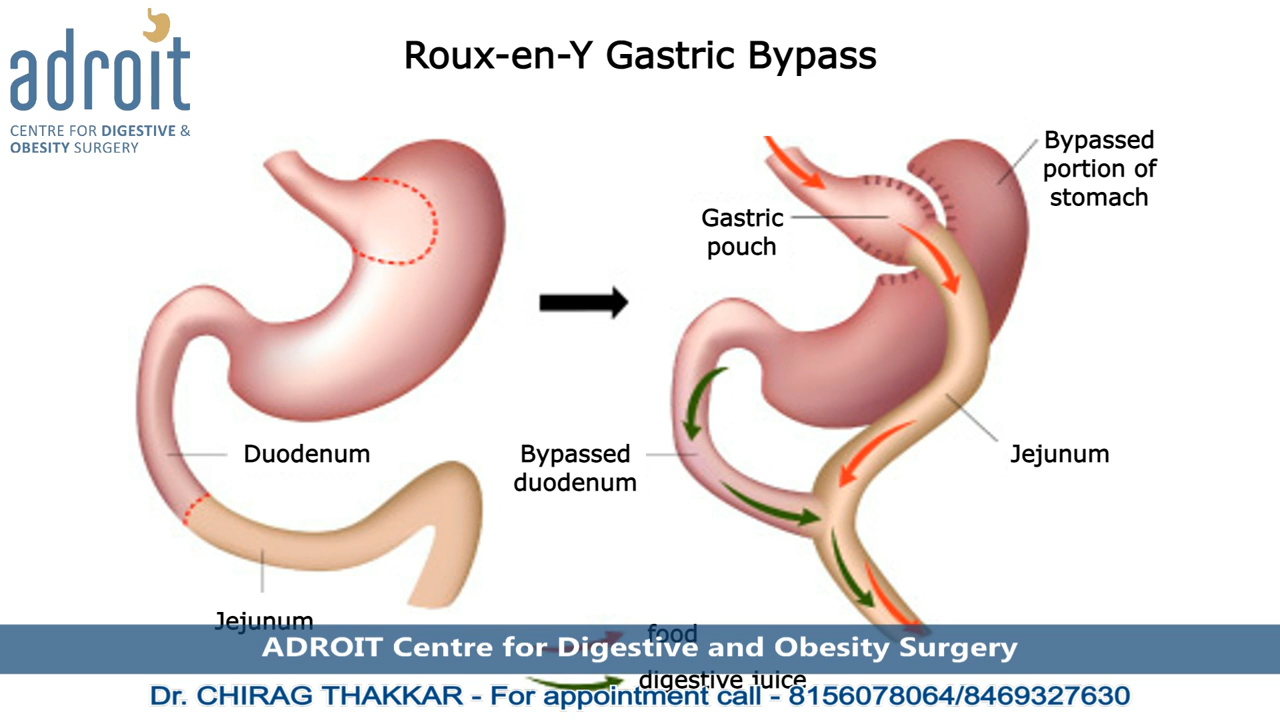 adroit
CENTRE FOR DIGESTIVE &
OBESITY SURGERY
Roux-en-Y Gastric Bypass
Bypassed
portion of
stomach
Gastric
pouch
Duodenum
Bypassed
duodenum
Jejunum
Jejunum
food
ADROIT Centre for Digestive and Obesity Surgery
digestive juice
Dr. CHIRAG THAKKAR - For appointment call - 8156078064/8469327630